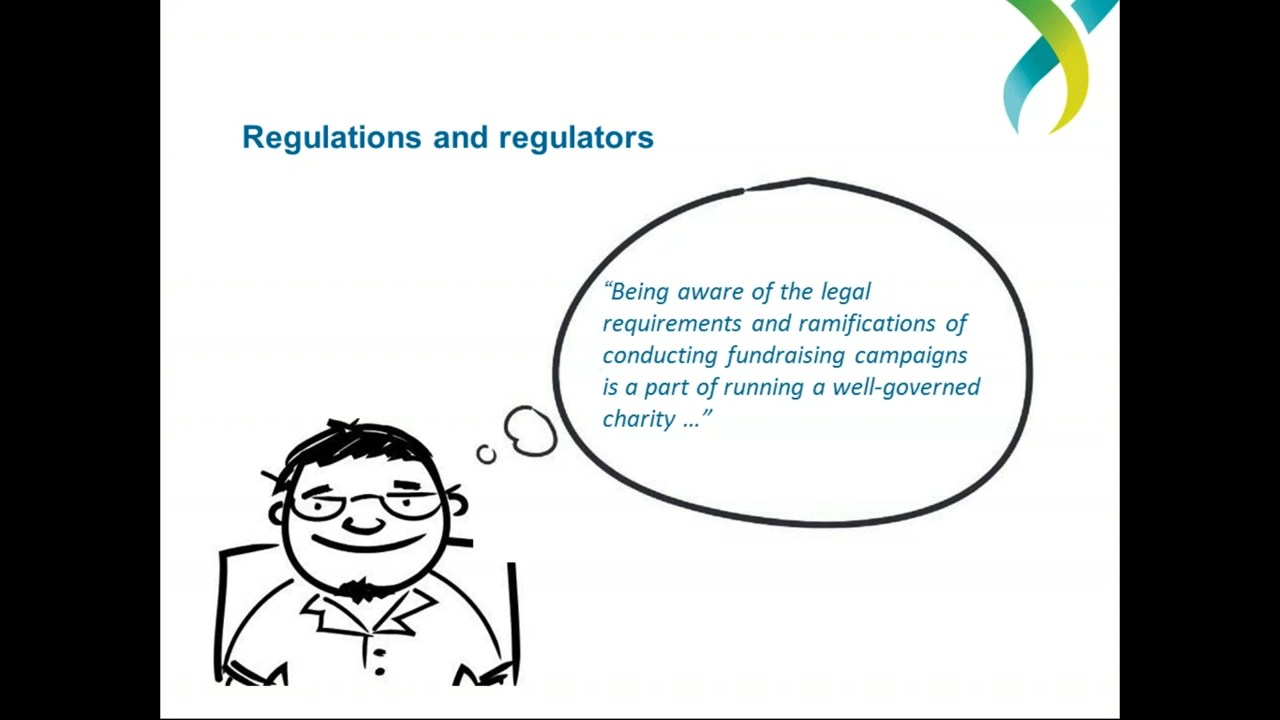 Regulations and regulators
“Being aware of the legal
requirements and ramifications of
conducting fundraising campaigns
is a part of running a well-governed
charity ...”